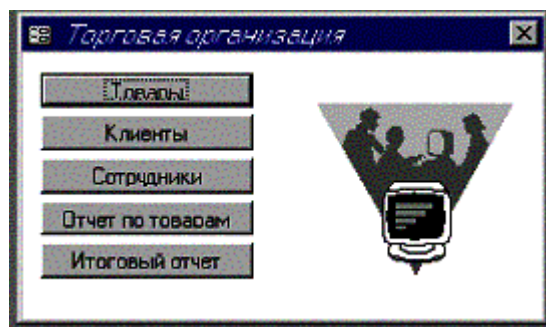 Торговая организация
Товары
Клиенты
Сотрудники
Отчет по товарам
Итоговый отчет